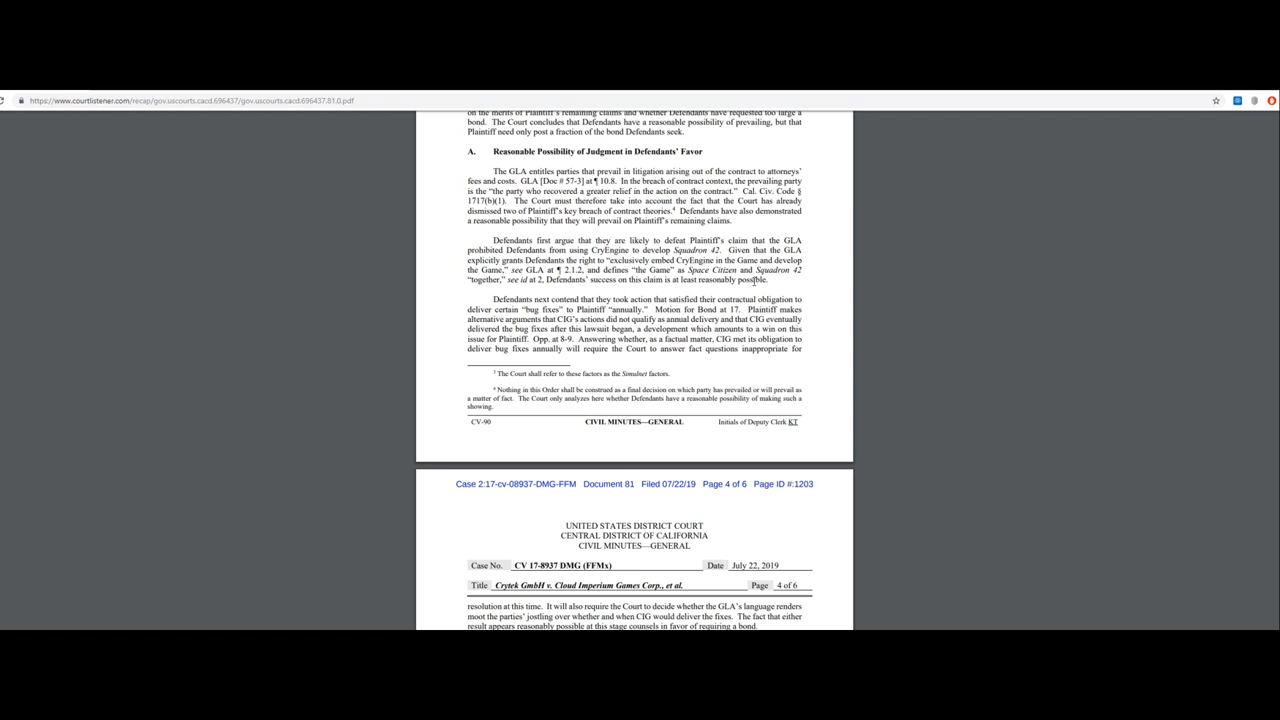 https://www.courtlistener.com/recap/gov.uscourts.cacd.696437/gov.uscourts.cacd.696437.81.0.pdf
on the merits of Plaintiff's remaining claims and whether Defendants have requested too large a
bond. The Court concludes that Defendants have a reasonable possibility of prevailing, but that
Plaintiff need only post a fraction of the bond Defendants seek.
A. Reasonable Possibility of Judgment in Defendants' Favor
The GLA entitles parties that prevail in litigation arising out of the contract to attorneys'
fees and costs. GLA [Doc # 57-3] at ¶ 10.8. In the breach of contract context, the prevailing party
is the "the party who recovered a greater relief in the action on the contract." Cal. Civ. Code §
1717(b)(1). The Court must therefore take into account the fact that the Court has already
dismissed two of Plaintiff's key breach of contract theories.4 Defendants have also demonstrated
a reasonable possibility that they will prevail on Plaintiff's remaining claims.
Defendants first argue that they are likely to defeat Plaintiff's claim that the GLA
prohibited Defendants from using CryEngine to develop Squadron 42. Given that the GLA
explicitly grants Defendants the right to "exclusively embed CryEngine in the Game and develop
the Game," see GLA at ¶ 2.1.2, and defines "the Game" as Space Citizen and Squadron 42
"together," see id at 2, Defendants' success on this claim is at least reasonably possible.
Defendants next contend that they took action that satisfied their contractual obligation to
deliver certain "bug fixes" to Plaintiff "annually." Motion for Bond at 17. Plaintiff makes
alternative arguments that CIG's actions did not qualify as annual delivery and that CIG eventually
delivered the bug fixes after this lawsuit began, a development which amounts to a win on this
issue for Plaintiff. Opp. at 8-9. Answering whether, as a factual matter, CIG met its obligation to
deliver bug fixes annually will require the Court to answer fact questions inappropriate for
3 The Court shall refer to these factors as the Simulnet factors.
4 Nothing in this Order shall be construed as a final decision on which party has prevailed or will prevail as
a matter of fact. The Court only analyzes here whether Defendants have a reasonable possibility of making such a
showing.
CV-90 CIVIL MINUTES—GENERAL Initials of Deputy Clerk KT
Case 2:17-cv-08937-DMG-FFM Document 81 Filed 07/22/19 Page 4 of 6 Page ID #:1203
UNITED STATES DISTRICT COURT
CENTRAL DISTRICT OF CALIFORNIA
CIVIL MINUTES—GENERAL
Case No. CV 17-8937 DMG (FFMx) Date July 22, 2019
Title Crytek GmbH v. Cloud Imperium Games Corp., et al. Page 4 of 6
resolution at this time. It will also require the Court to decide whether the GLA's language renders
moot the parties' jostling over whether and when CIG would deliver the fixes. The fact that either
result appears reasonably possible at this stage counsels in favor of requiring a bond.